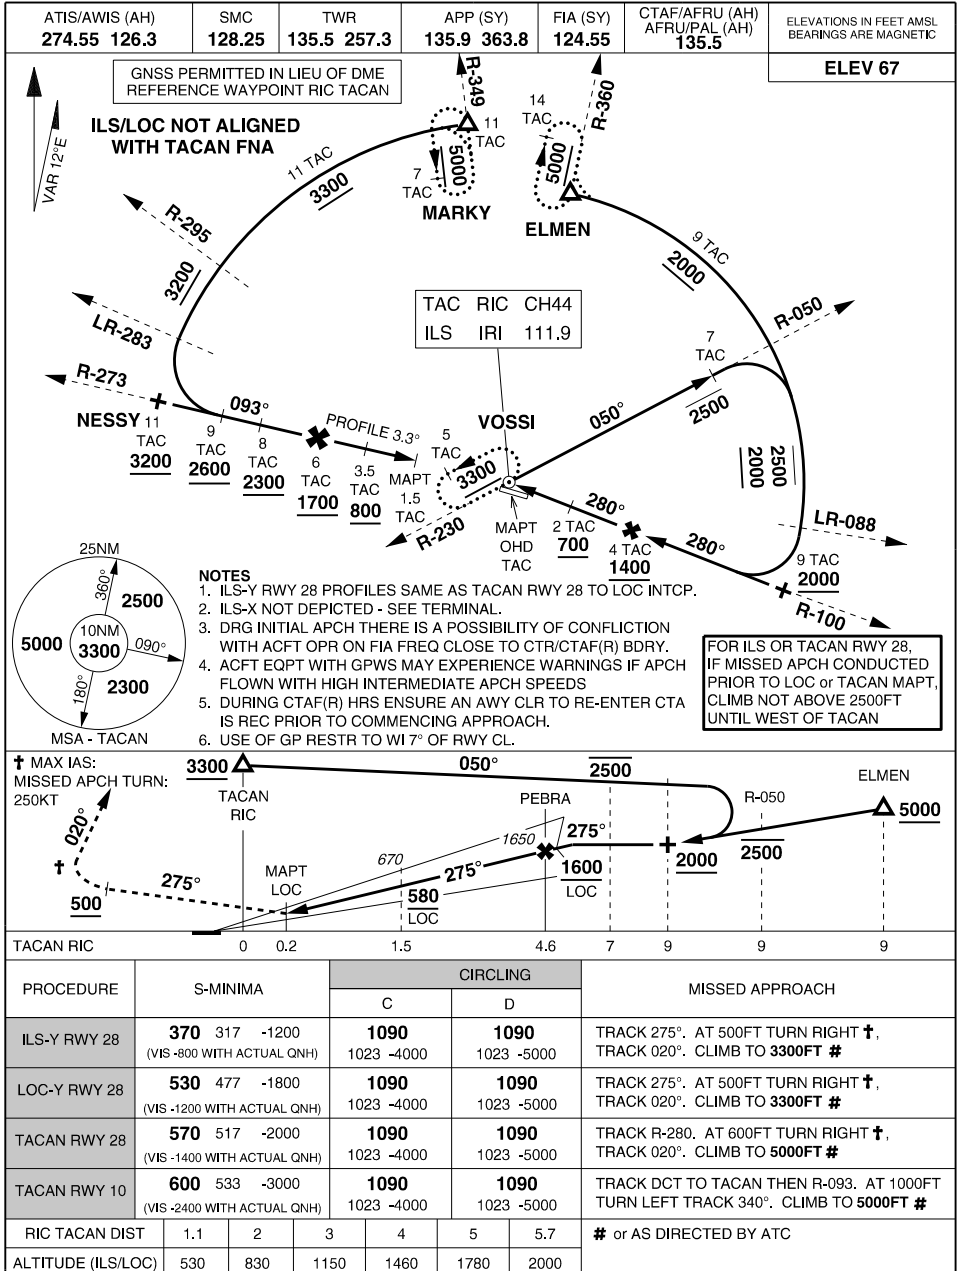 ATIS/AWIS (AH)
274.55 126.3
SMC
128.25
TWR
135.5 257.3
APP (SY)
135.9 363.8
FIA (SY)
124.55
CTAF/AFRU (AH)
AFRU/PAL (AH)
135.5
ELEVATIONS IN FEET AMSL
BEARINGS ARE MAGNETIC
ELEV 67
GNSS PERMITTED IN LIEU OF DME
REFERENCE WAYPOINT RIC TACAN
ILS/LOC NOT ALIGNED
WITH TACAN FNA
VAR 12°E
R-349
11
TAC
7
TAC
5000
MARKY
14
TAC
R-360
5000
ELMEN
11 TAC
3300
R-295
3200
LR-283
R-273
9 TAC
2000
TAC RIC CH44
ILS IRI 111.9
R-050
7
TAC
2500
050°
VOSSI
NESSY
11
TAC
3200
093°
9
TAC
2600
8
TAC
2300
6
TAC
1700
PROFILE 3.3°
3.5
TAC
800
MAPT
1.5
TAC
5
TAC
3300
R-230
MAPT
OHD
TAC
280°
2 TAC
700
4 TAC
1400
280°
2500
2000
LR-088
9 TAC
2000
R-100
25NM
360°
2500
5000
10NM
3300
090°
180°
2300
MSA - TACAN
NOTES
1. ILS-Y RWY 28 PROFILES SAME AS TACAN RWY 28 TO LOC INTCP.
2. ILS-X NOT DEPICTED - SEE TERMINAL.
3. DRG INITIAL APCH THERE IS A POSSIBILITY OF CONFLICTION
WITH ACFT OPR ON FIA FREQ CLOSE TO CTR/CTAF(R) BDRY.
4. ACFT EQPT WITH GPWS MAY EXPERIENCE WARNINGS IF APCH
FLOWN WITH HIGH INTERMEDIATE APCH SPEEDS
5. DURING CTAF(R) HRS ENSURE AN AWY CLR TO RE-ENTER CTA
IS REC PRIOR TO COMMENCING APPROACH.
6. USE OF GP RESTR TO WI 7° OF RWY CL.
FOR ILS OR TACAN RWY 28,
IF MISSED APCH CONDUCTED
PRIOR TO LOC or TACAN MAPT,
CLIMB NOT ABOVE 2500FT
UNTIL WEST OF TACAN
✝ MAX IAS:
MISSED APCH TURN:
250KT
3300
TACAN
RIC
050°
2500
R-050
ELMEN
5000
PEBRA
1650
275°
2000
2500
1600
LOC
020°
✝
275°
500
MAPT
LOC
670
275°
580
LOC
TACAN RIC 0 0.2 1.5 4.6 7 9 9 9
PROCEDURE S-MINIMA CIRCLING MISSED APPROACH
C D
ILS-Y RWY 28
370 317 -1200
(VIS -800 WITH ACTUAL QNH)
1090
1023 -4000
1090
1023 -5000
TRACK 275°. AT 500FT TURN RIGHT ✝,
TRACK 020°. CLIMB TO 3300FT #
LOC-Y RWY 28
530 477 -1800
(VIS -1200 WITH ACTUAL QNH)
1090
1023 -4000
1090
1023 -5000
TRACK 275°. AT 500FT TURN RIGHT ✝,
TRACK 020°. CLIMB TO 3300FT #
TACAN RWY 28
570 517 -2000
(VIS -1400 WITH ACTUAL QNH)
1090
1023 -4000
1090
1023 -5000
TRACK R-280. AT 600FT TURN RIGHT ✝,
TRACK 020°. CLIMB TO 5000FT #
TACAN RWY 10
600 533 -3000
(VIS -2400 WITH ACTUAL QNH)
1090
1023 -4000
1090
1023 -5000
TRACK DCT TO TACAN THEN R-093. AT 1000FT
TURN LEFT TRACK 340°. CLIMB TO 5000FT #
RIC TACAN DIST 1.1 2 3 4 5 5.7
# or AS DIRECTED BY ATC
ALTITUDE (ILS/LOC) 530 830 1150 1460 1780 2000